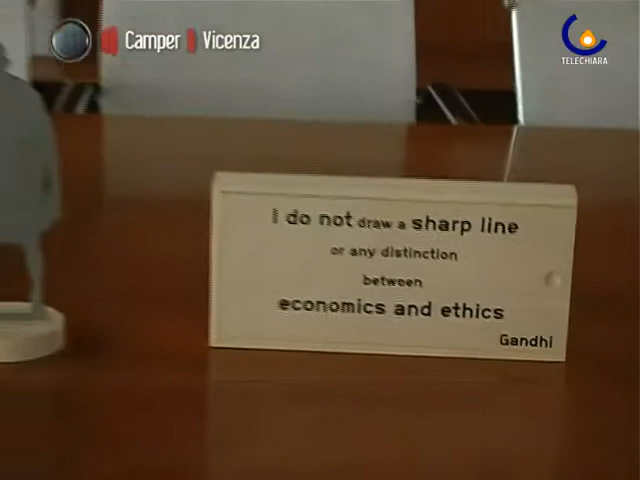 Camper Vicenza
TELECHIARA
I do not draw a sharp line
or any distinction
between
economics and ethics
Gandhi